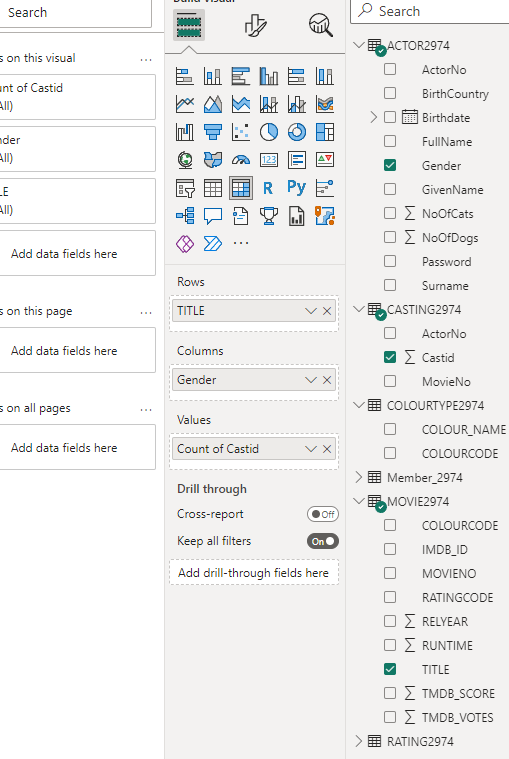 Search
s on this visual
...
unt of Castid
All)
nder
All)
LE
All)
Add data fields here
s on this page
...
Add data fields here
s on all pages
...
Add data fields here
123
R
Py
...
Rows
TITLE
Columns
Gender
Values
Count of Castid
Drill through
Cross-report
Off
Keep all filters
On
Add drill-through fields here
Search
ACTOR2974
ActorNo
BirthCountry
Birthdate
FullName
Gender
GivenName
∑ NoOfCats
∑ NoOfDogs
Password
Surname
CASTING2974
ActorNo
∑ Castid
MovieNo
COLOURTYPE2974
COLOUR_NAME
COLOURCODE
Member_2974
MOVIE2974
COLOURCODE
IMDB_ID
MOVIENO
RATINGCODE
∑ RELYEAR
∑ RUNTIME
TITLE
∑ TMDB_SCORE
∑ TMDB_VOTES
RATING2974